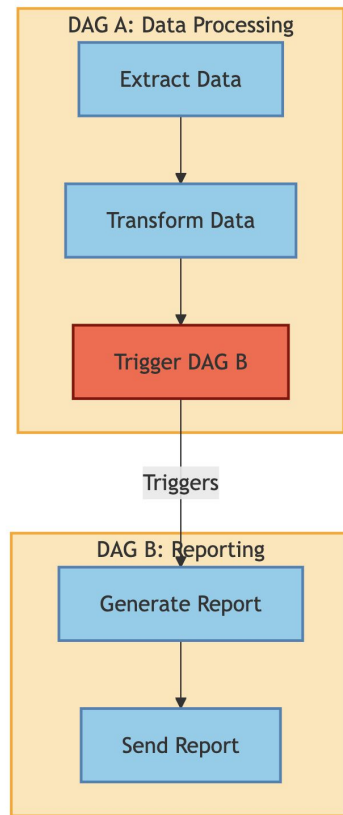 DAG A: Data Processing
Extract Data
Transform Data
Trigger DAG B
Triggers
DAG B: Reporting
Generate Report
Send Report